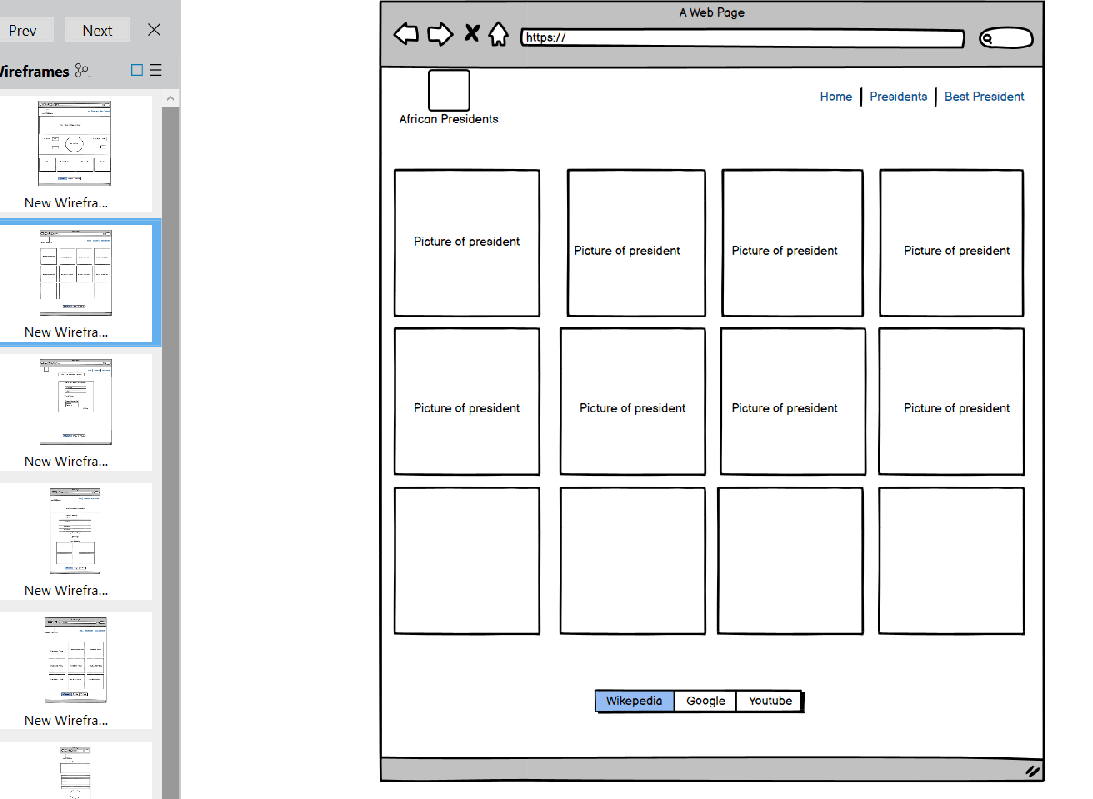 Prev Next
Wireframes
New Wirefra...
New Wirefra...
New Wirefra...
New Wirefra...
New Wirefra...
A Web Page
https://
African Presidents
Home Presidents Best President
Picture of president Picture of president Picture of president Picture of president
Picture of president Picture of president Picture of president Picture of president
Wikepedia Google Youtube